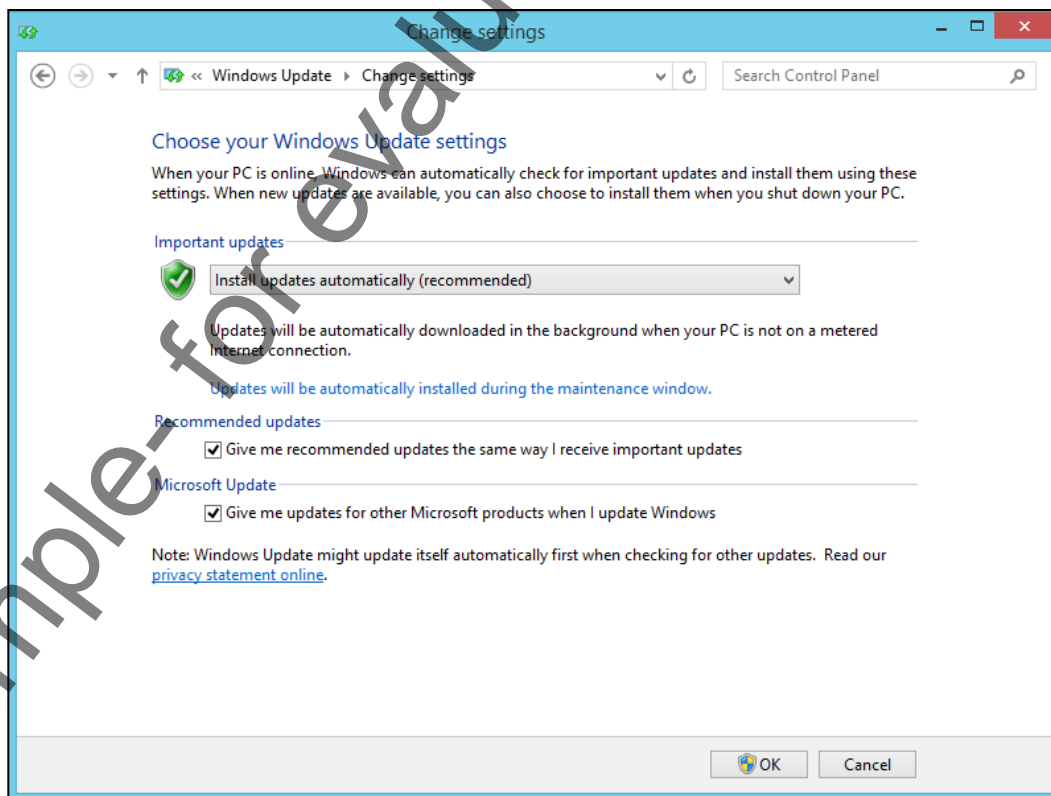 Change settings
« Windows Update ▸ Change settings
Search Control Panel
Choose your Windows Update settings
When your PC is online, Windows can automatically check for important updates and install them using these
settings. When new updates are available, you can also choose to install them when you shut down your PC.
Important updates
Install updates automatically (recommended)
Updates will be automatically downloaded in the background when your PC is not on a metered
Internet connection.
Updates will be automatically installed during the maintenance window.
Recommended updates
Give me recommended updates the same way I receive important updates
Microsoft Update
Give me updates for other Microsoft products when I update Windows
Note: Windows Update might update itself automatically first when checking for other updates. Read our
privacy statement online.
OK Cancel
mple- for evalu